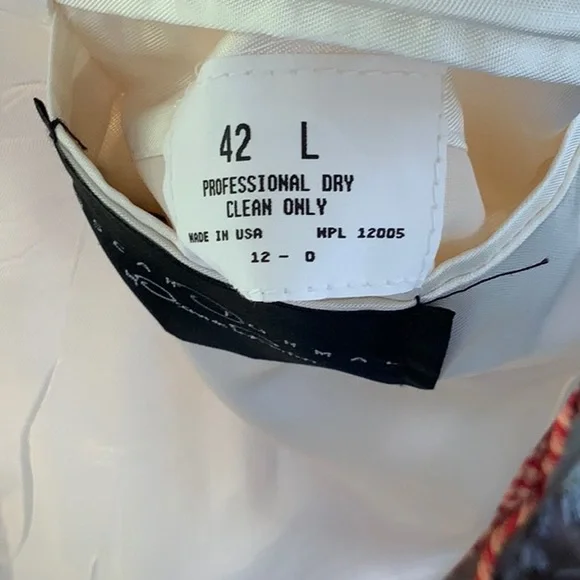 42 L
PROFESSIONAL DRY
CLEAN ONLY
MADE IN USA WPL 12005
12 - O